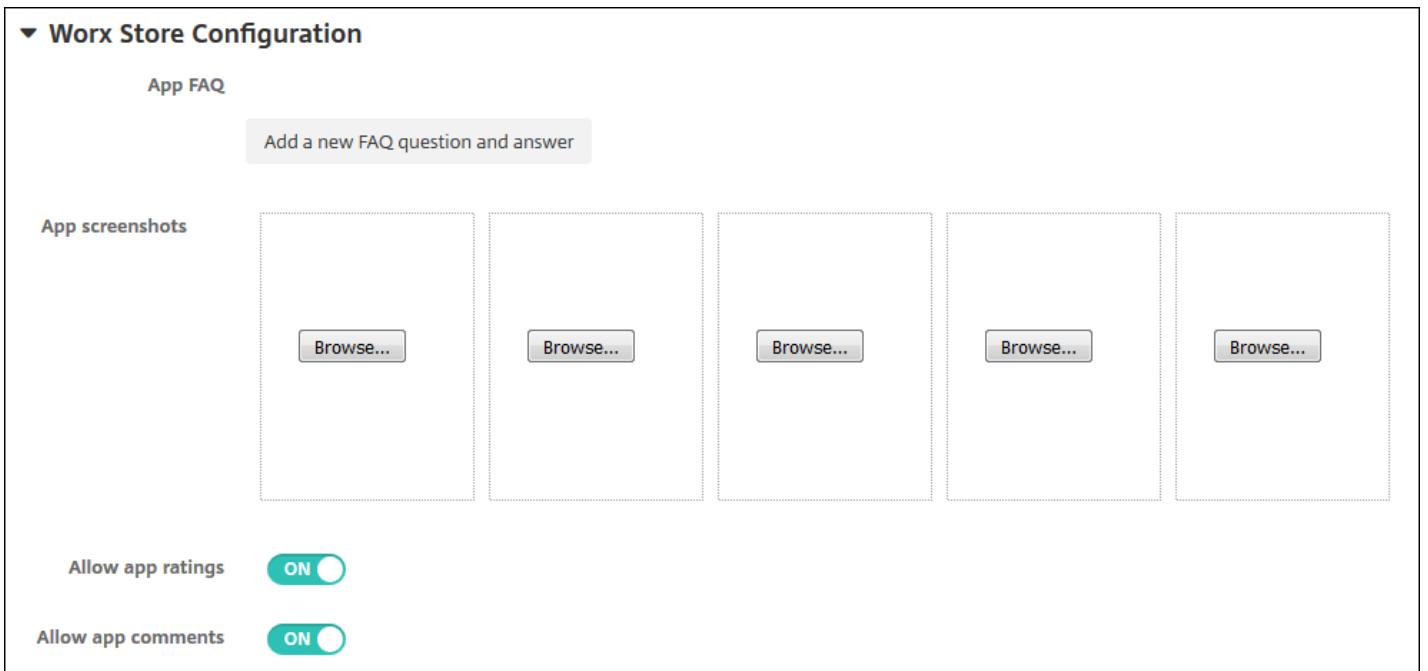 Worx Store Configuration
App FAQ
Add a new FAQ question and answer
App screenshots
Browse... Browse... Browse... Browse... Browse...
Allow app ratings ON
Allow app comments ON